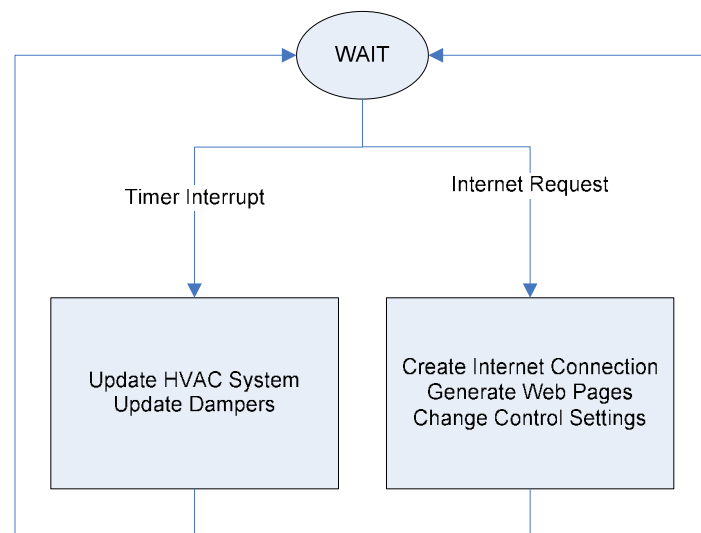 WAIT
Timer Interrupt
Internet Request
Update HVAC System
Update Dampers
Create Internet Connection
Generate Web Pages
Change Control Settings